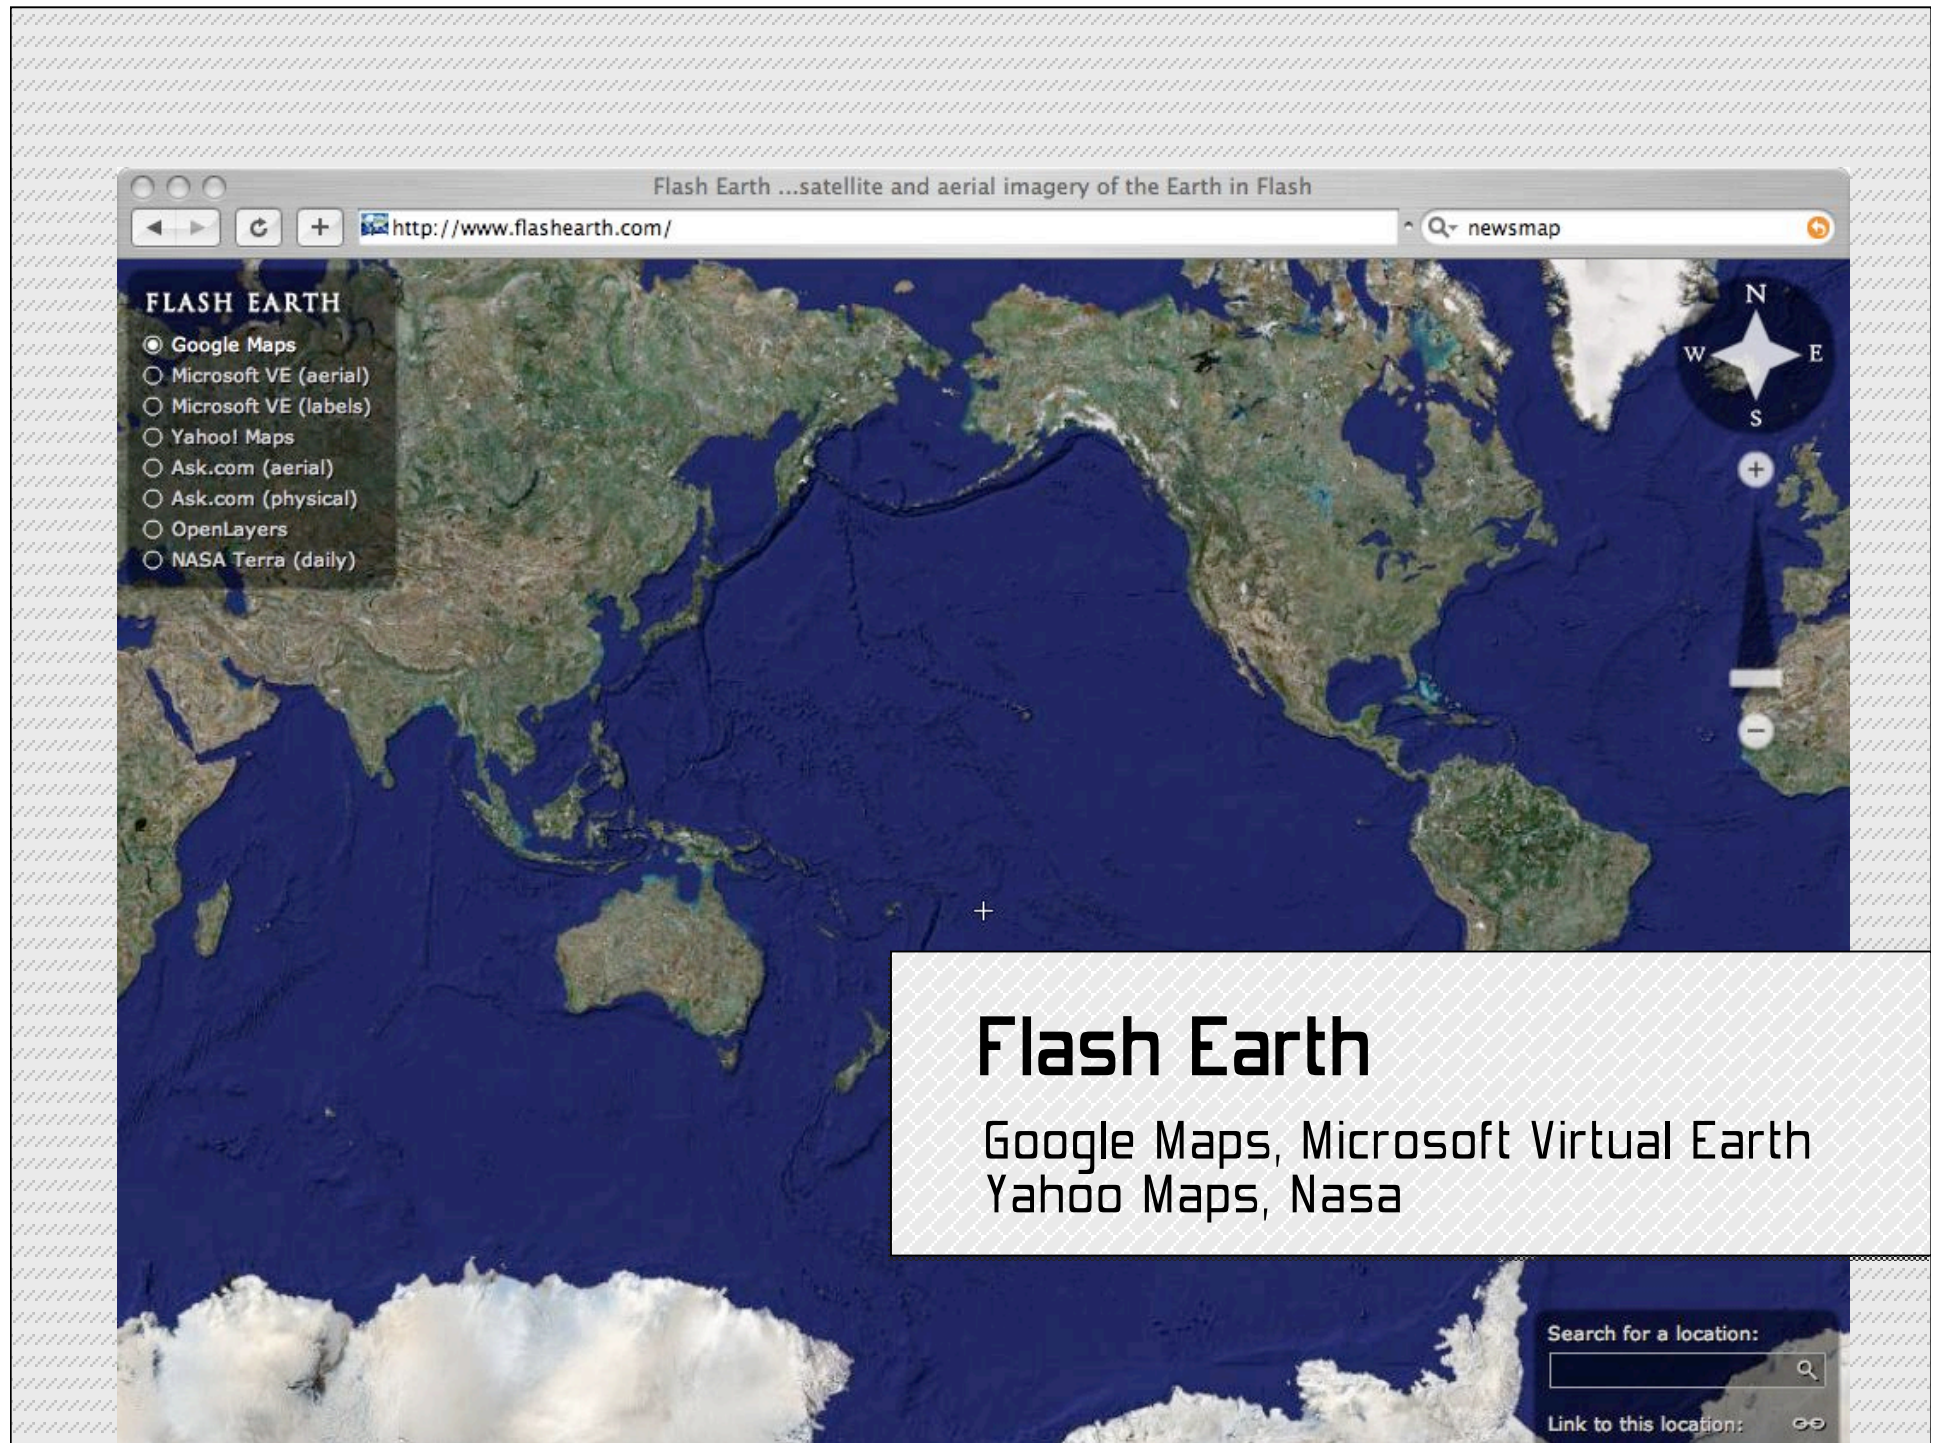 Flash Earth ...satellite and aerial imagery of the Earth in Flash
http://www.flashearth.com/
newsmap
FLASH EARTH
Google Maps
Microsoft VE (aerial)
Microsoft VE (labels)
Yahoo! Maps
Ask.com (aerial)
Ask.com (physical)
OpenLayers
NASA Terra (daily)
N
W E
S
Flash Earth
Google Maps, Microsoft Virtual Earth
Yahoo Maps, Nasa
Search for a location:
Link to this location: